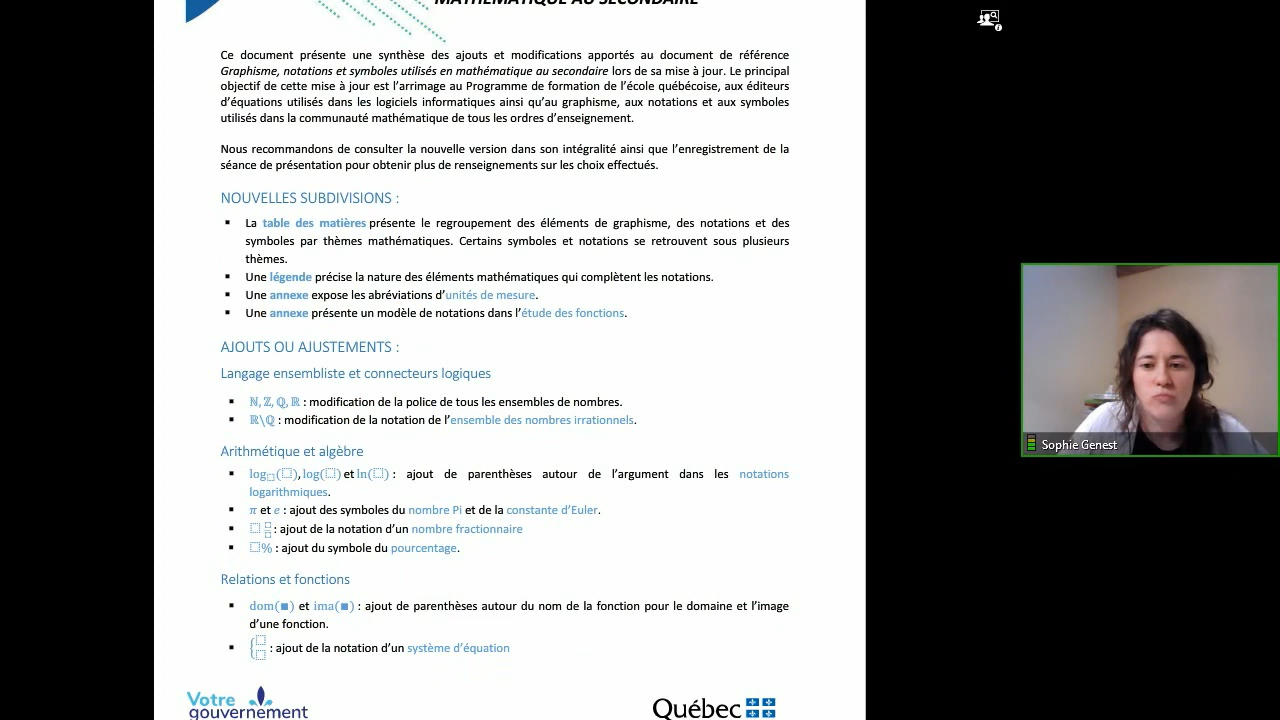 MATHÉMATIQUE AU SECONDAIRE
Ce document présente une synthèse des ajouts et modifications apportés au document de référence
Graphisme, notations et symboles utilisés en mathématique au secondaire lors de sa mise à jour. Le principal
objectif de cette mise à jour est l'arrimage au Programme de formation de l'école québécoise, aux éditeurs
d'équations utilisés dans les logiciels informatiques ainsi qu'au graphisme, aux notations et aux symboles
utilisés dans la communauté mathématique de tous les ordres d'enseignement.
Nous recommandons de consulter la nouvelle version dans son intégralité ainsi que l'enregistrement de la
séance de présentation pour obtenir plus de renseignements sur les choix effectués.
NOUVELLES SUBDIVISIONS :
▪ La table des matières présente le regroupement des éléments de graphisme, des notations et des
symboles par thèmes mathématiques. Certains symboles et notations se retrouvent sous plusieurs
thèmes.
▪ Une légende précise la nature des éléments mathématiques qui complètent les notations.
▪ Une annexe expose les abréviations d'unités de mesure.
▪ Une annexe présente un modèle de notations dans l'étude des fonctions.
AJOUTS OU AJUSTEMENTS :
Langage ensembliste et connecteurs logiques
▪ ℕ, ℤ, ℚ, ℝ : modification de la police de tous les ensembles de nombres.
▪ ℝ\ℚ : modification de la notation de l'ensemble des nombres irrationnels.
Arithmétique et algèbre
▪ log□(□), log(□) et ln(□) : ajout de parenthèses autour de l'argument dans les notations
logarithmiques.
▪ π et e : ajout des symboles du nombre Pi et de la constante d'Euler.
▪ □ □/□ : ajout de la notation d'un nombre fractionnaire
▪ □% : ajout du symbole du pourcentage.
Relations et fonctions
▪ dom(■) et ima(■) : ajout de parenthèses autour du nom de la fonction pour le domaine et l'image
d'une fonction.
▪ {□ □ : ajout de la notation d'un système d'équation
Votre
gouvernement
Québec
Sophie Genest